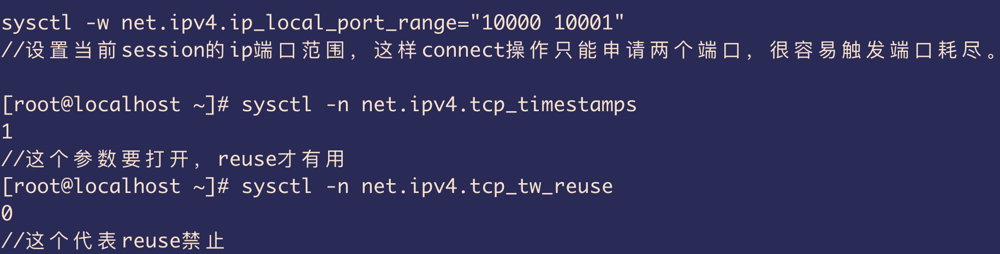 sysctl -w net.ipv4.ip_local_port_range="10000 10001"
//设置当前session的ip端口范围，这样connect操作只能申请两个端口，很容易触发端口耗尽。
[root@localhost ~]# sysctl -n net.ipv4.tcp_timestamps
1
//这个参数要打开，reuse才有用
[root@localhost ~]# sysctl -n net.ipv4.tcp_tw_reuse
0
//这个代表reuse禁止